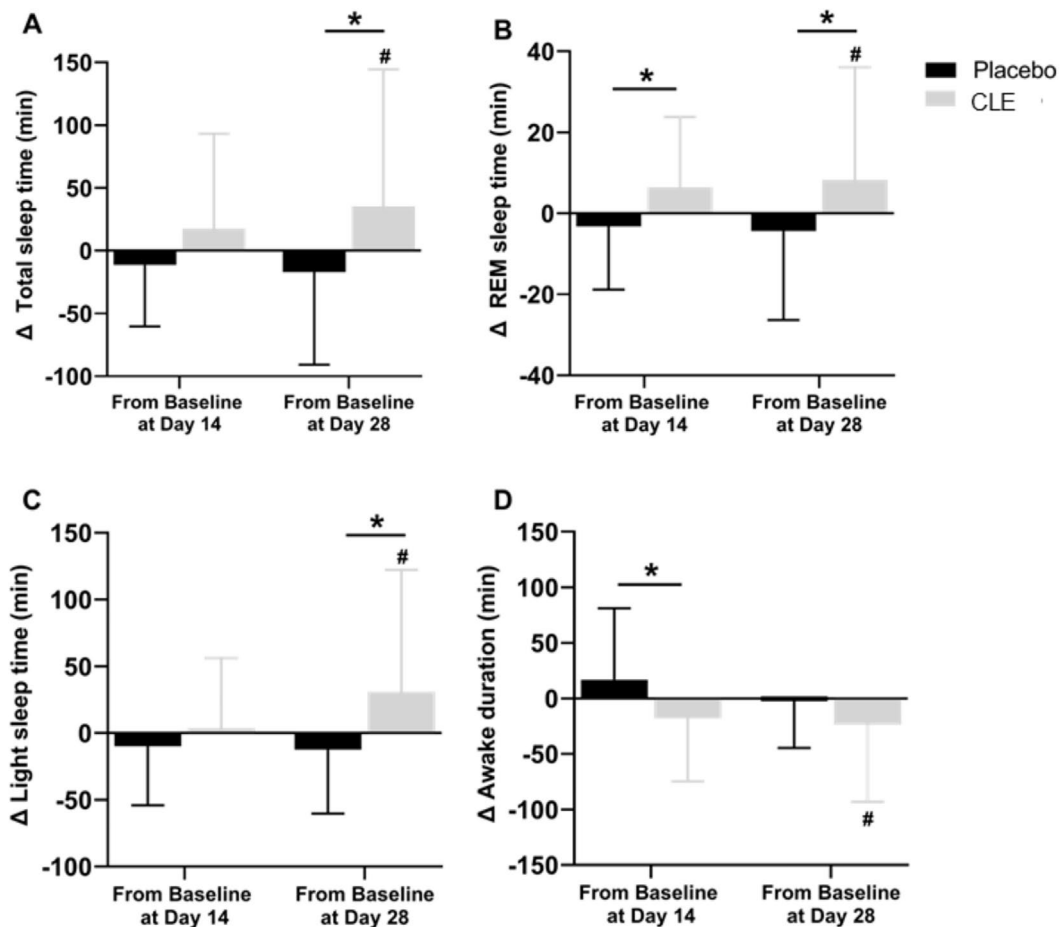 A
Δ Total sleep time (min)
150
100
50
0
-50
-100
*
#
From Baseline
at Day 14
From Baseline
at Day 28
B
Δ REM sleep time (min)
40
20
0
-20
-40
*
*
#
From Baseline
at Day 14
From Baseline
at Day 28
Placebo
CLE
C
Δ Light sleep time (min)
150
100
50
0
-50
-100
*
#
From Baseline
at Day 14
From Baseline
at Day 28
D
Δ Awake duration (min)
150
100
50
0
-50
-100
-150
*
#
From Baseline
at Day 14
From Baseline
at Day 28